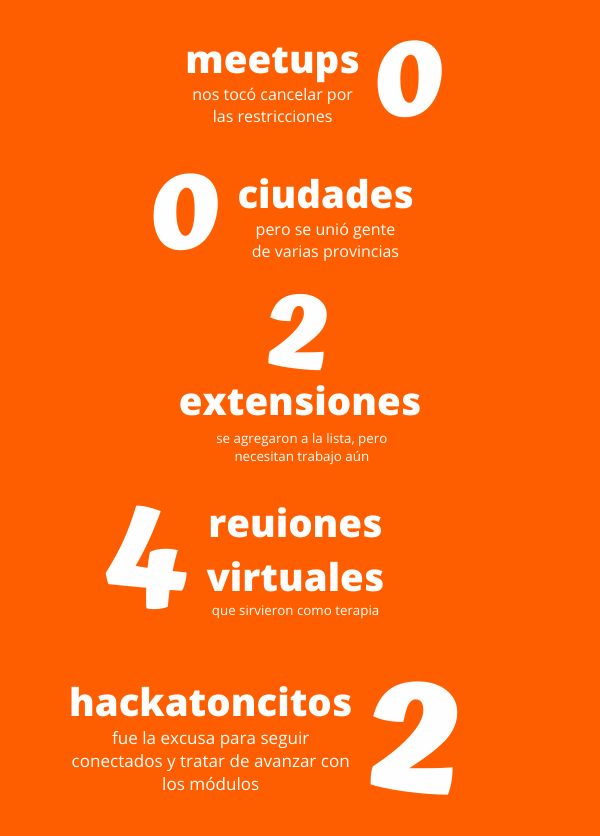 meetups 0
nos tocó cancelar por
las restricciones
0 ciudades
pero se unió gente
de varias provincias
2
extensiones
se agregaron a la lista, pero
necesitan trabajo aún
4 reuiones
virtuales
que sirvieron como terapia
hackatoncitos 2
fue la excusa para seguir
conectados y tratar de avanzar con
los módulos